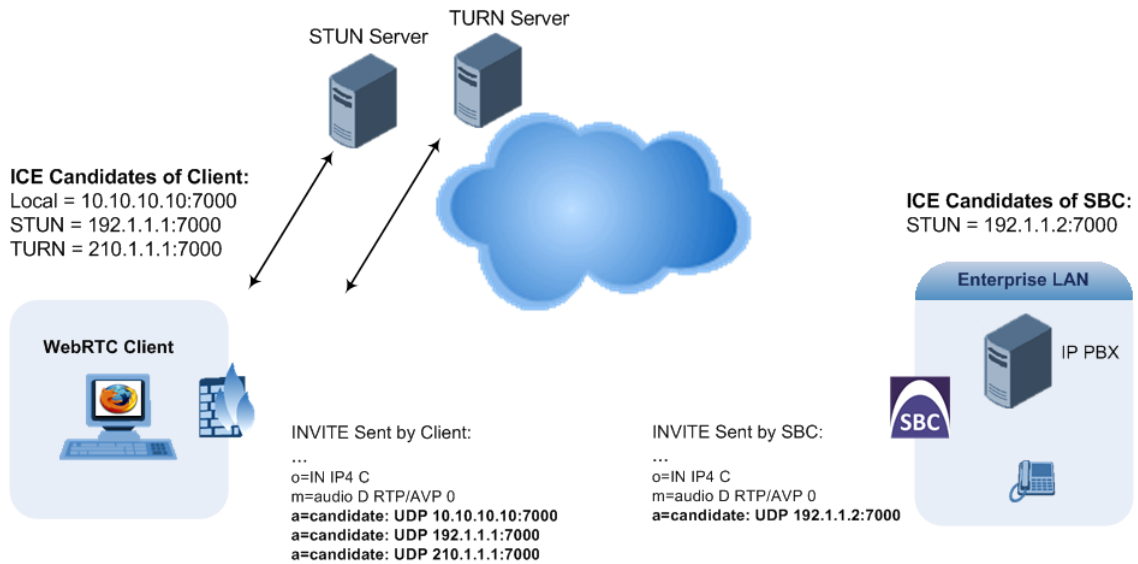 TURN Server
STUN Server
ICE Candidates of Client:
Local = 10.10.10.10:7000
STUN = 192.1.1.1:7000
TURN = 210.1.1.1:7000
ICE Candidates of SBC:
STUN = 192.1.1.2:7000
Enterprise LAN
WebRTC Client
IP PBX
SBC
INVITE Sent by Client:
...
o=IN IP4 C
m=audio D RTP/AVP 0
a=candidate: UDP 10.10.10.10:7000
a=candidate: UDP 192.1.1.1:7000
a=candidate: UDP 210.1.1.1:7000
INVITE Sent by SBC:
...
o=IN IP4 C
m=audio D RTP/AVP 0
a=candidate: UDP 192.1.1.2:7000